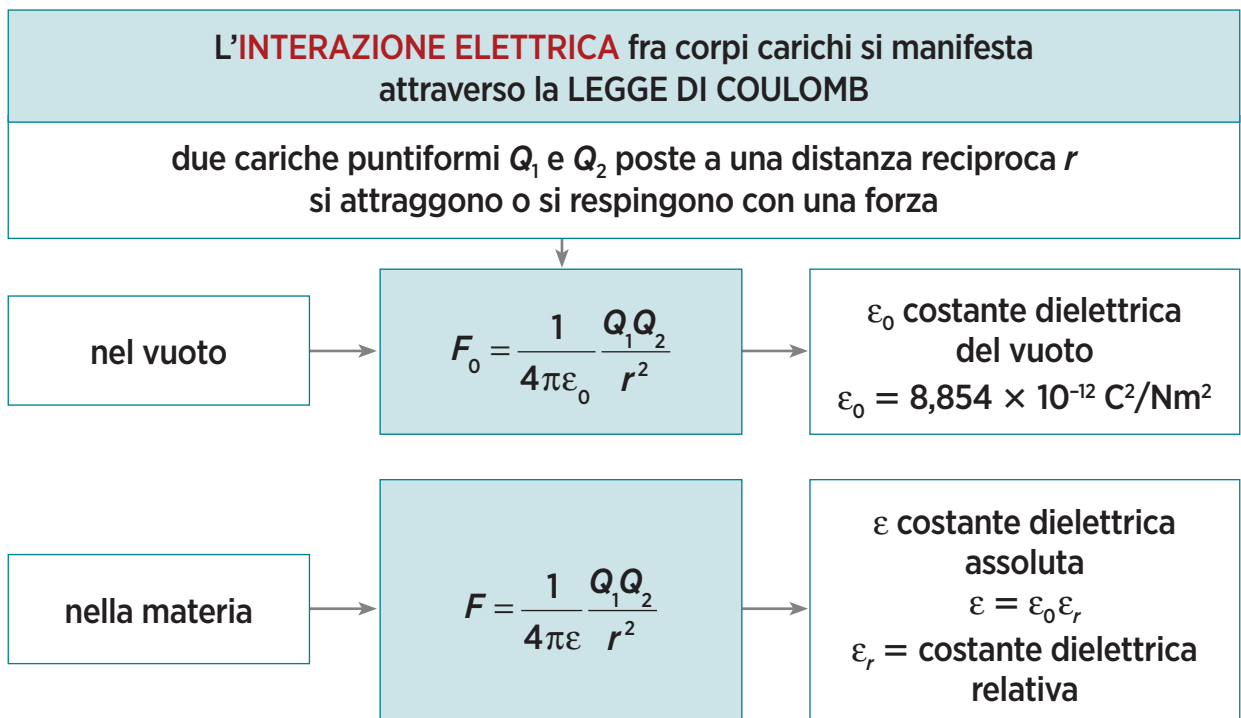 L'INTERAZIONE ELETTRICA fra corpi carichi si manifesta
attraverso la LEGGE DI COULOMB
due cariche puntiformi Q₁ e Q₂ poste a una distanza reciproca r
si attraggono o si respingono con una forza
nel vuoto
F₀ = 1/(4πε₀) Q₁Q₂/r²
ε₀ costante dielettrica
del vuoto
ε₀ = 8,854 × 10⁻¹² C²/Nm²
nella materia
F = 1/(4πε) Q₁Q₂/r²
ε costante dielettrica
assoluta
ε = ε₀εᵣ
εᵣ = costante dielettrica
relativa